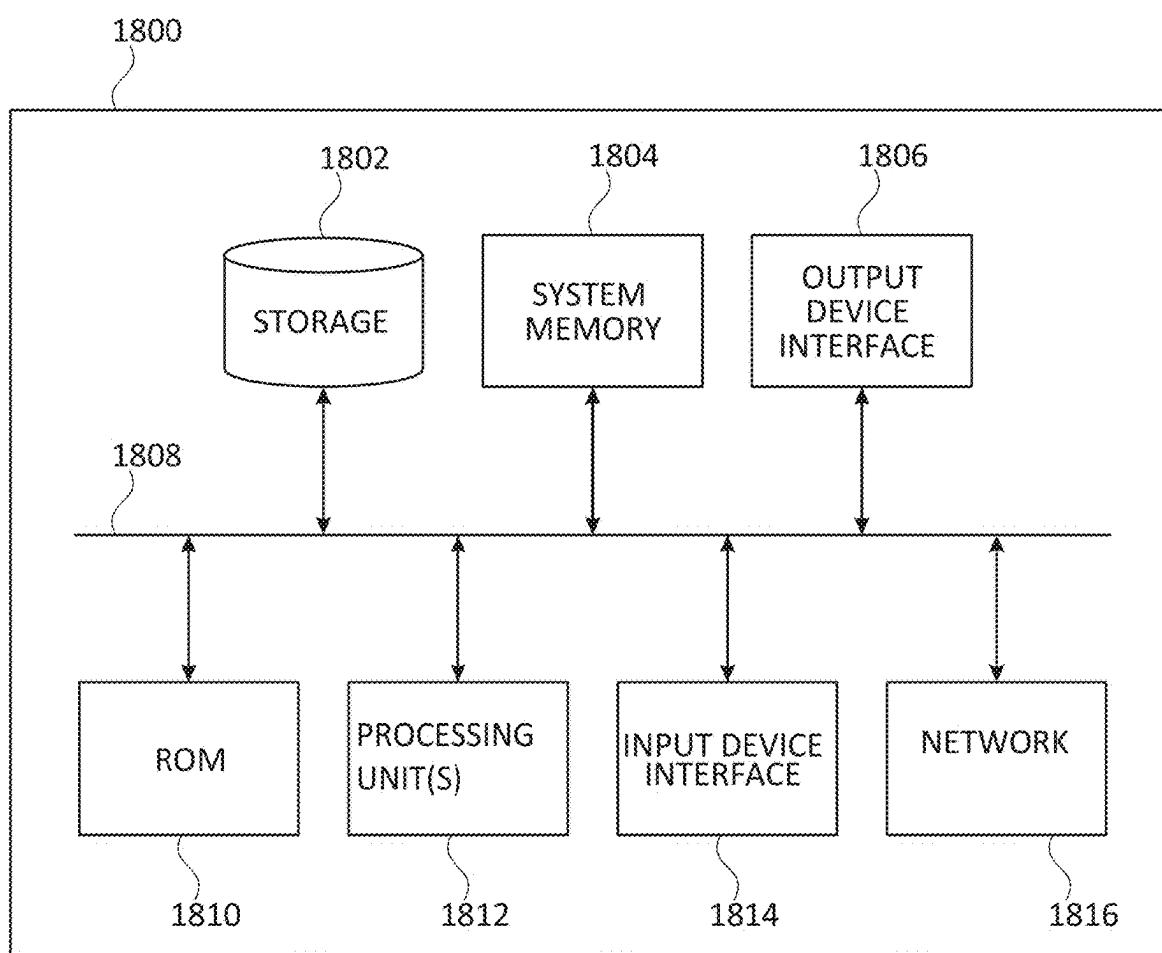 1800
1802
1804
1806
STORAGE
SYSTEM
MEMORY
OUTPUT
DEVICE
INTERFACE
1808
ROM
PROCESSING
UNIT(S)
INPUT DEVICE
INTERFACE
NETWORK
1810
1812
1814
1816